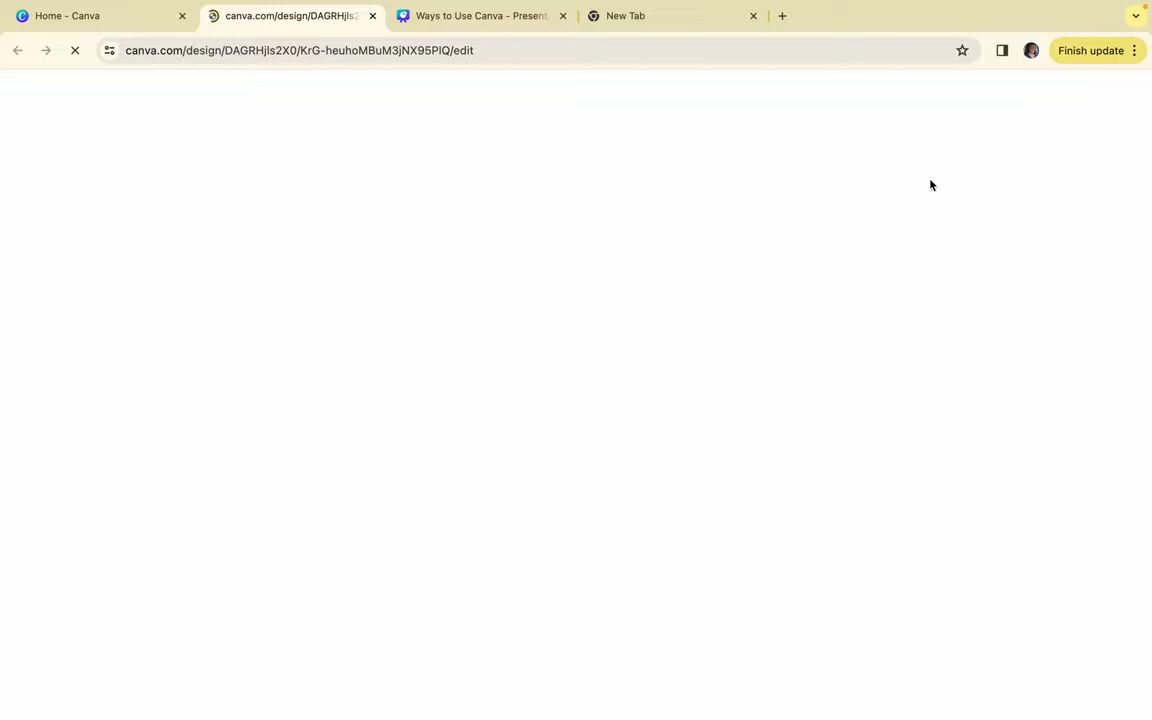 Home - Canva
canva.com/design/DAGRHjls2
Ways to Use Canva - Present
New Tab
canva.com/design/DAGRHjls2X0/KrG-heuhoMBuM3jNX95PIQ/edit
Finish update